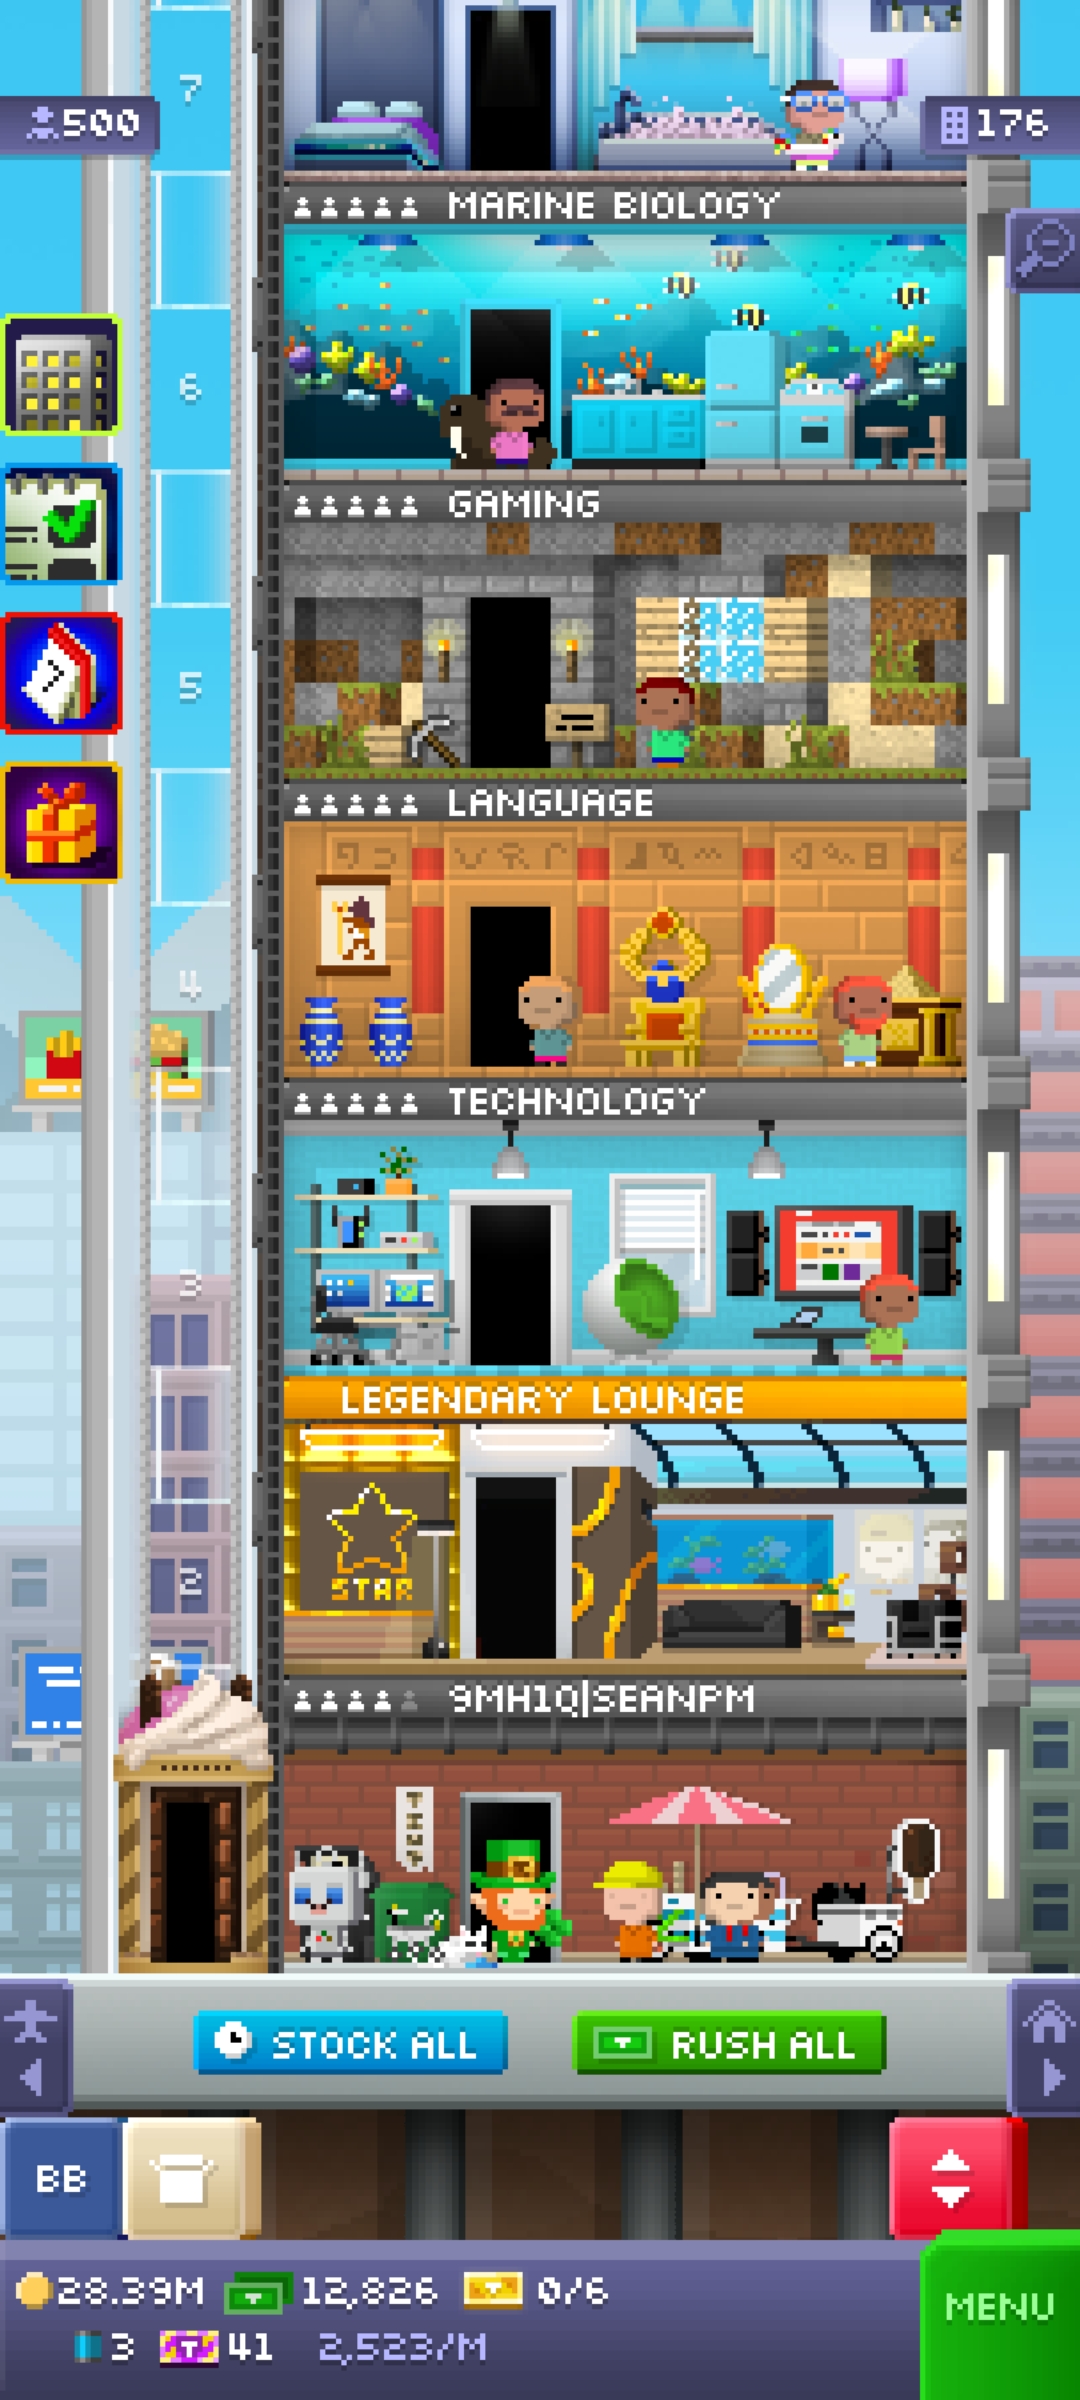 7
500
176
MARINE BIOLOGY
6
GAMING
5
LANGUAGE
4
TECHNOLOGY
3
LEGENDARY LOUNGE
STAR
2
9MH1Q|SEANPM
STOCK ALL
RUSH ALL
BB
28.39M
12,826
0/6
MENU
3
41
2,523/M